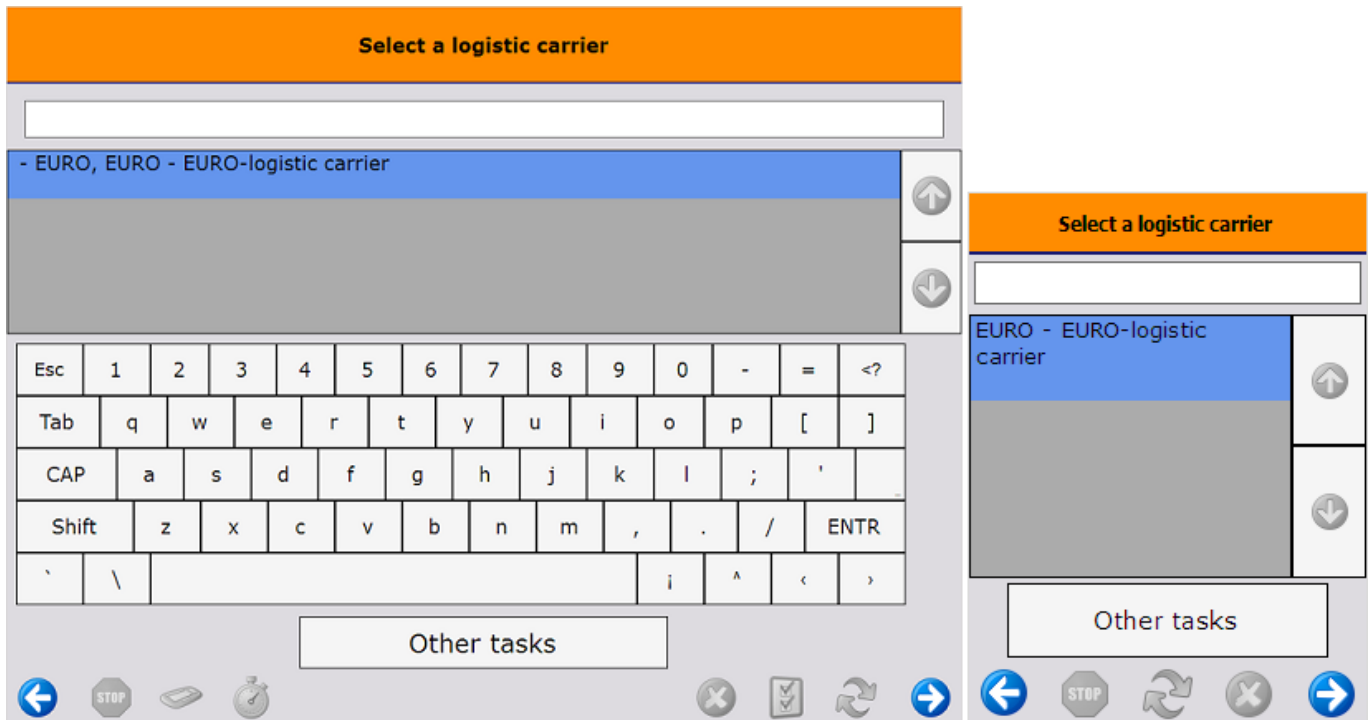 Select a logistic carrier
- EURO, EURO - EURO-logistic carrier
Esc 1 2 3 4 5 6 7 8 9 0 - = <?
Tab q w e r t y u i o p [ ]
CAP a s d f g h j k l ; '
Shift z x c v b n m , . / ENTR
` \ ¡ ^ < >
Other tasks
STOP
Select a logistic carrier
EURO - EURO-logistic
carrier
Other tasks
STOP